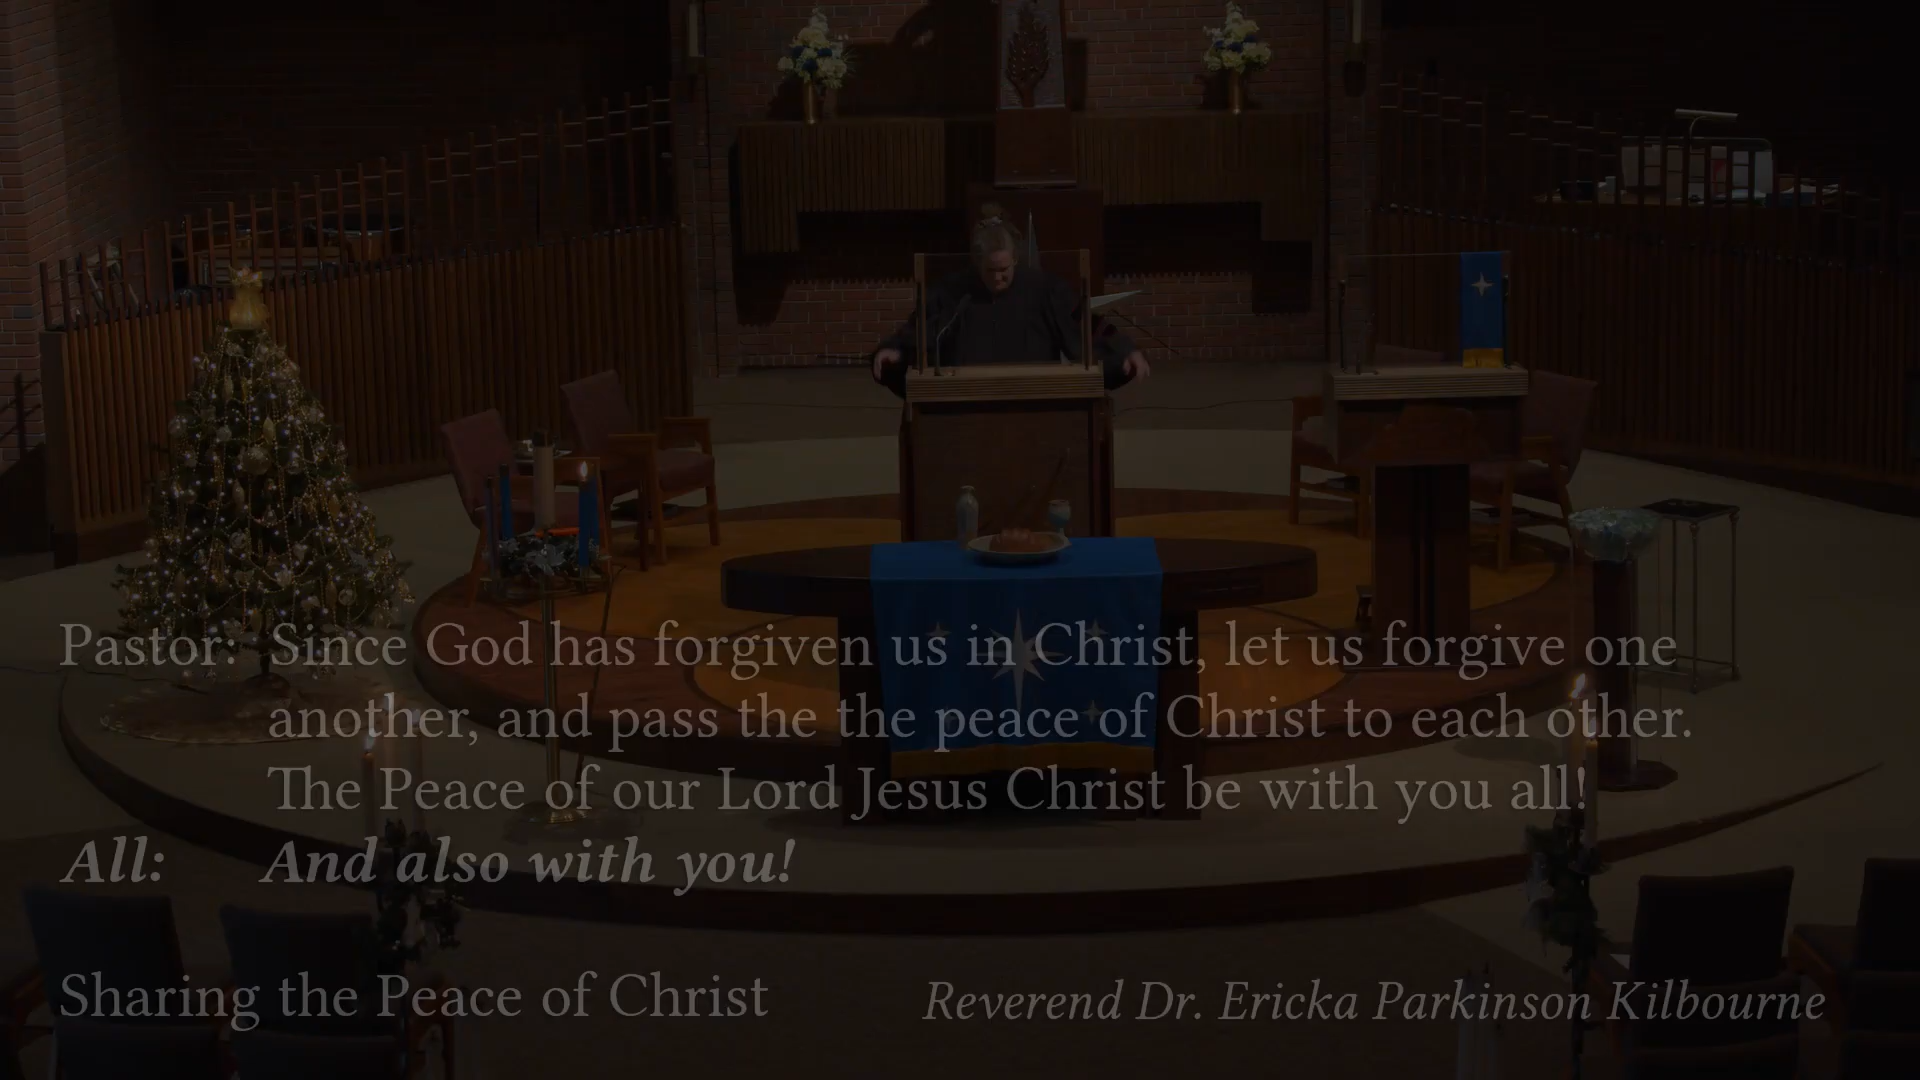 Pastor: Since God has forgiven us in Christ, let us forgive one
another, and pass the the peace of Christ to each other.
The Peace of our Lord Jesus Christ be with you all!
All: And also with you!
Sharing the Peace of Christ
Reverend Dr. Ericka Parkinson Kilbourne